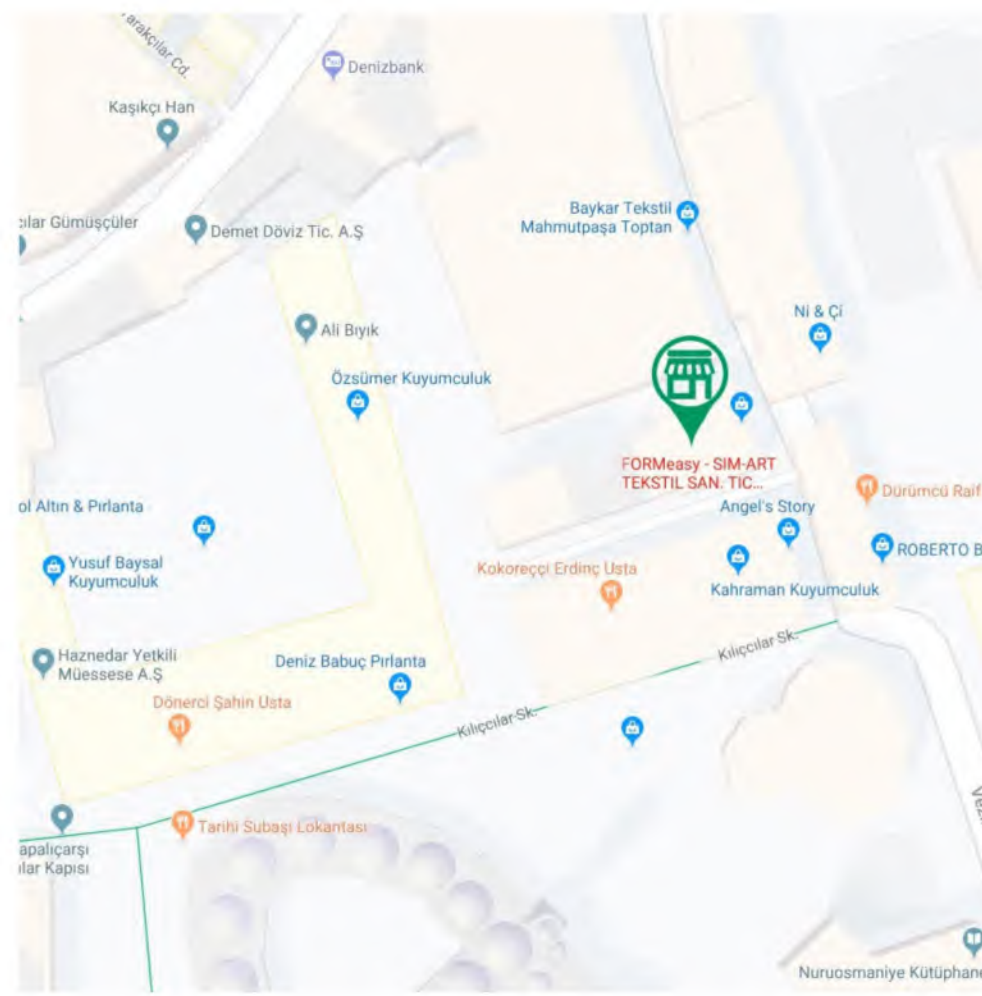 arakçılar Cd.
Denizbank
Kaşıkçı Han
cılar Gümüşçüler
Demet Döviz Tic. A.Ş
Baykar Tekstil
Mahmutpaşa Toptan
Ali Bıyık
Ni & Çi
Özsümer Kuyumculuk
FORMeasy - SIM-ART
TEKSTIL SAN. TIC...
Dürümcü Raif
ol Altın & Pırlanta
Angel's Story
Yusuf Baysal
Kuyumculuk
Kokoreççi Erdinç Usta
ROBERTO B
Kahraman Kuyumculuk
Kılıççılar Sk.
Haznedar Yetkili
Müessese A.Ş
Deniz Babuç Pırlanta
Dönerci Şahin Usta
Kılıççılar Sk.
Tarihi Subaşı Lokantası
apalıçarşı
ılar Kapısı
Vez
Nuruosmaniye Kütüphane